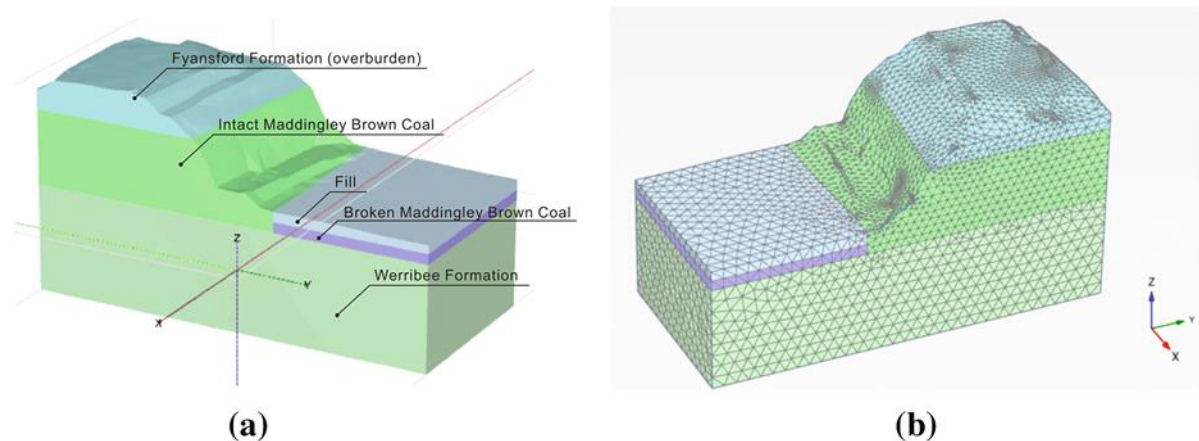 Fyansford Formation (overburden)
Intact Maddingley Brown Coal
Fill
Broken Maddingley Brown Coal
Z
Werribee Formation
Y
X
(a)
Z
Y
X
(b)